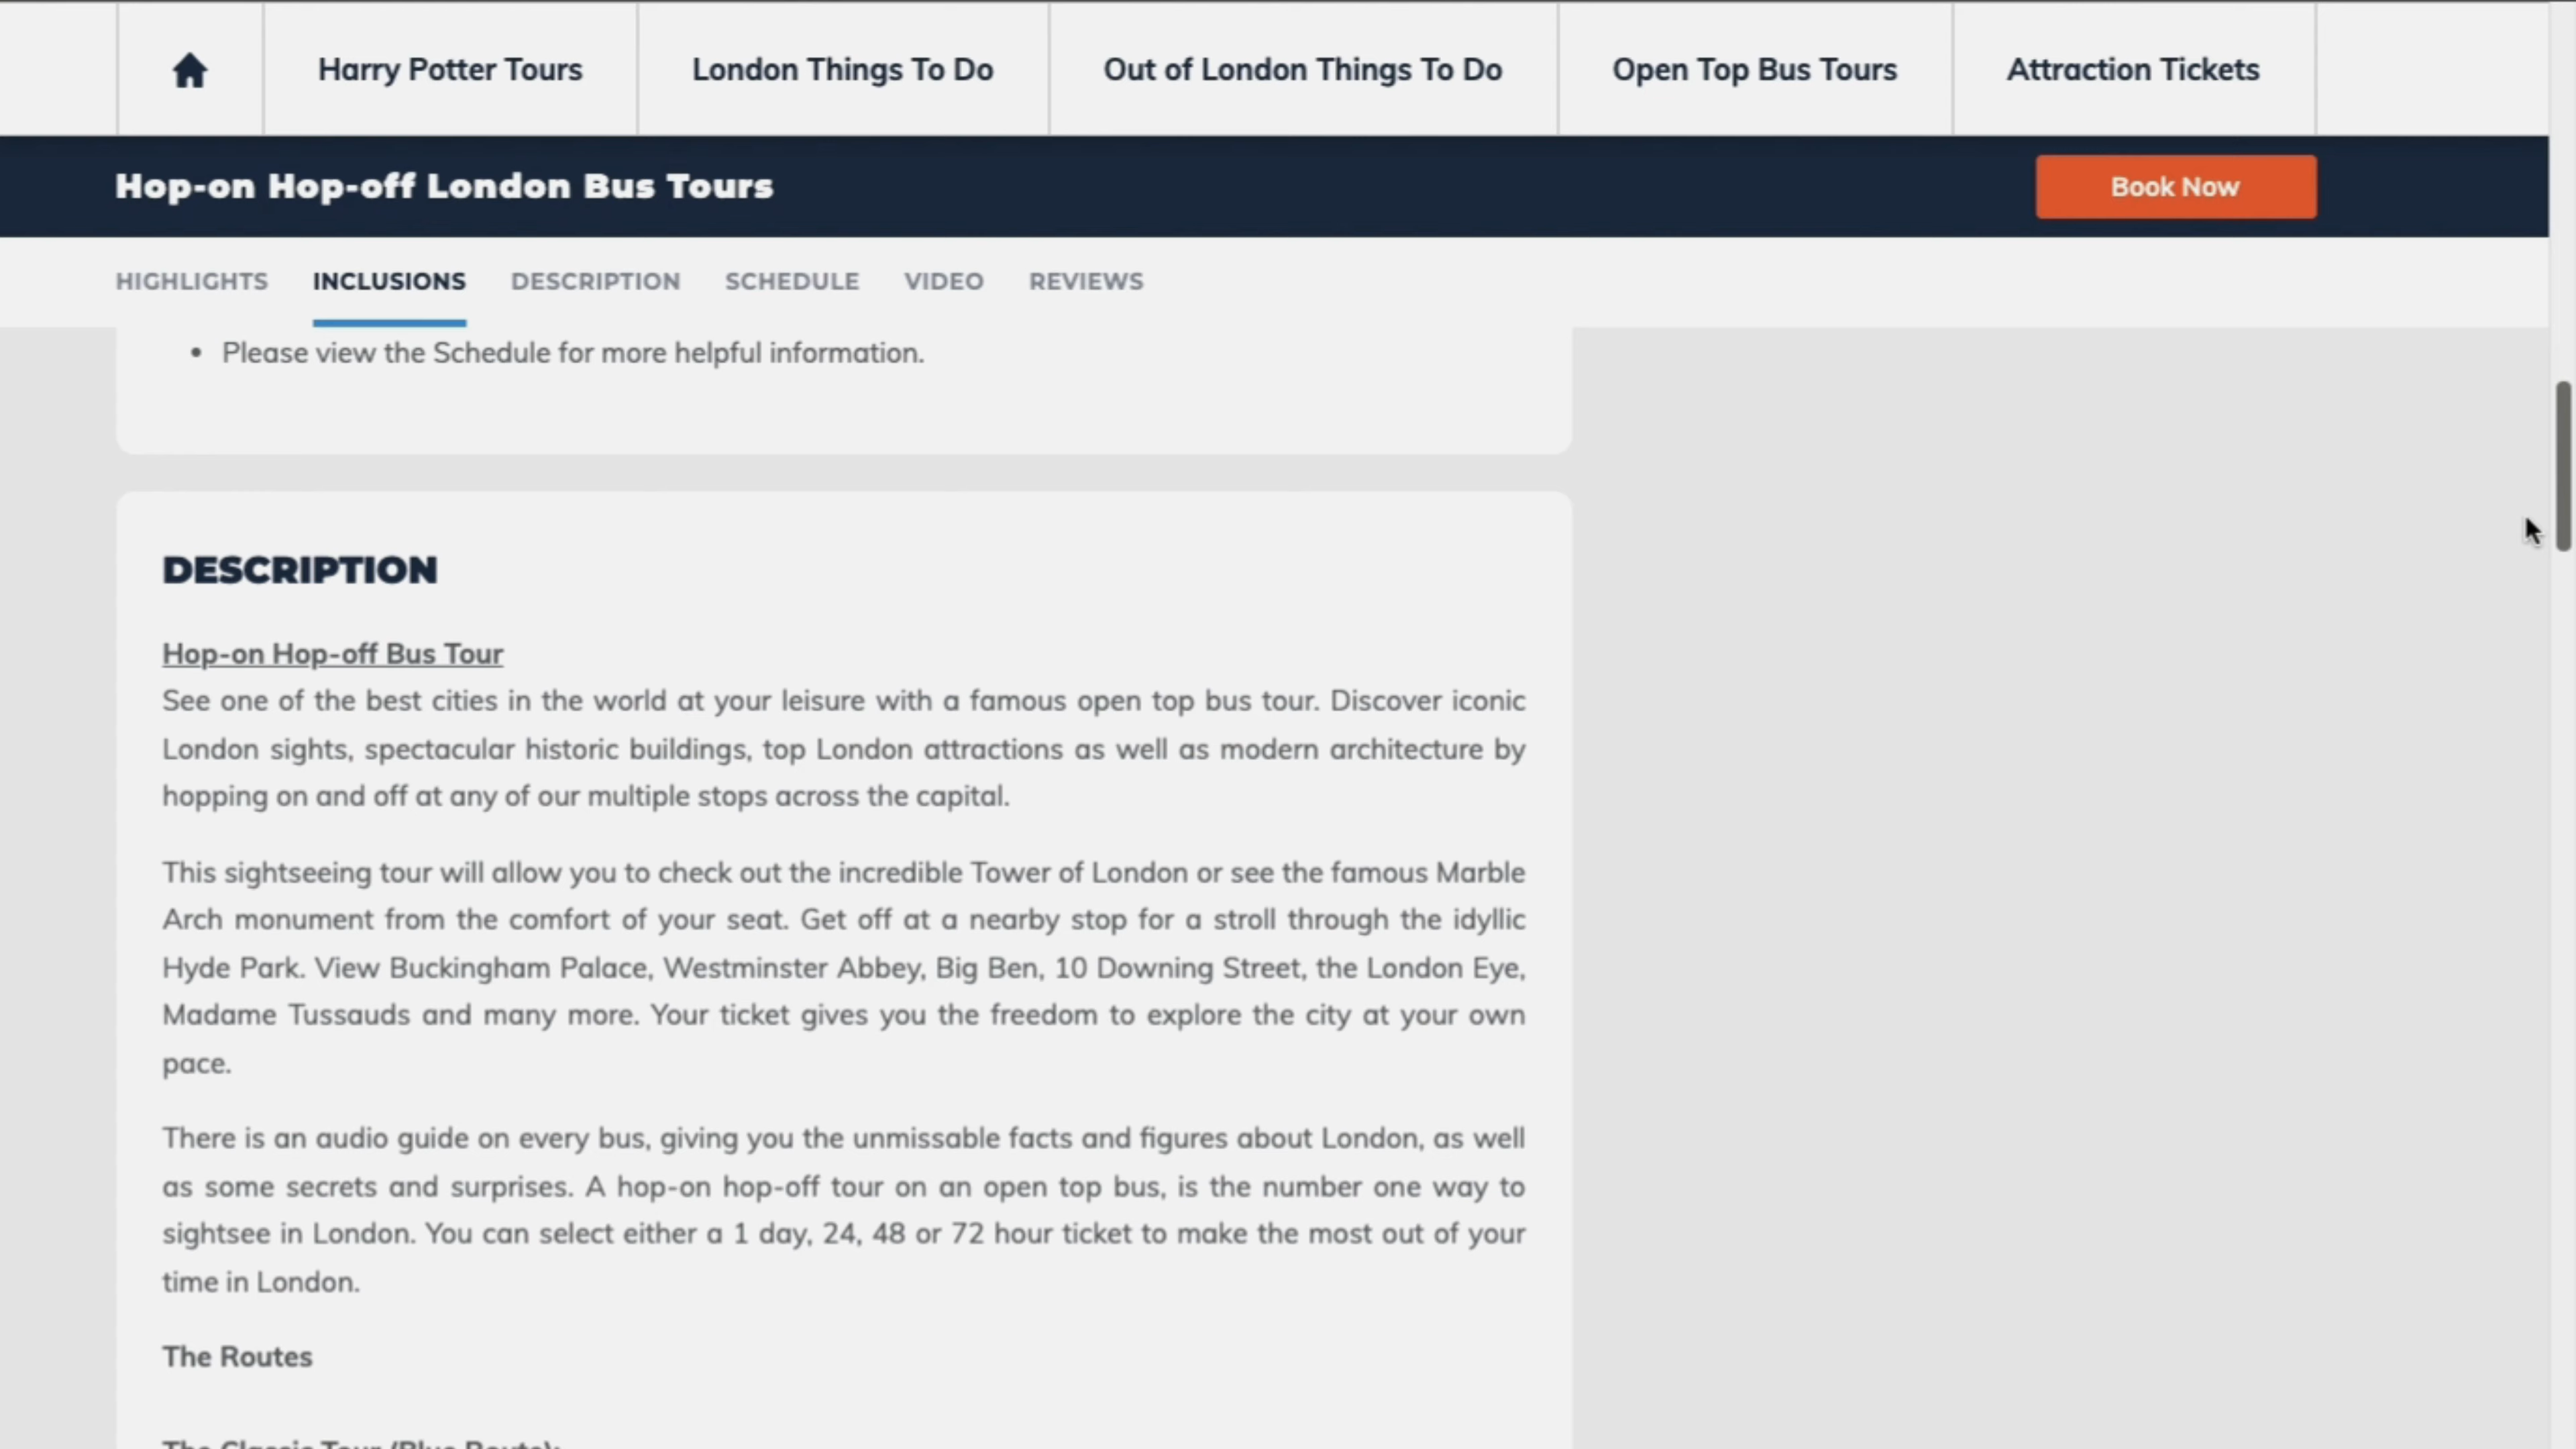 Harry Potter Tours
London Things To Do
Out of London Things To Do
Open Top Bus Tours
Attraction Tickets
Hop-on Hop-off London Bus Tours
Book Now
HIGHLIGHTS
INCLUSIONS
DESCRIPTION
SCHEDULE
VIDEO
REVIEWS
• Please view the Schedule for more helpful information.
DESCRIPTION
Hop-on Hop-off Bus Tour
See one of the best cities in the world at your leisure with a famous open top bus tour. Discover iconic
London sights, spectacular historic buildings, top London attractions as well as modern architecture by
hopping on and off at any of our multiple stops across the capital.
This sightseeing tour will allow you to check out the incredible Tower of London or see the famous Marble
Arch monument from the comfort of your seat. Get off at a nearby stop for a stroll through the idyllic
Hyde Park. View Buckingham Palace, Westminster Abbey, Big Ben, 10 Downing Street, the London Eye,
Madame Tussauds and many more. Your ticket gives you the freedom to explore the city at your own
pace.
There is an audio guide on every bus, giving you the unmissable facts and figures about London, as well
as some secrets and surprises. A hop-on hop-off tour on an open top bus, is the number one way to
sightsee in London. You can select either a 1 day, 24, 48 or 72 hour ticket to make the most out of your
time in London.
The Routes
The Classic Tour (Blue Route):